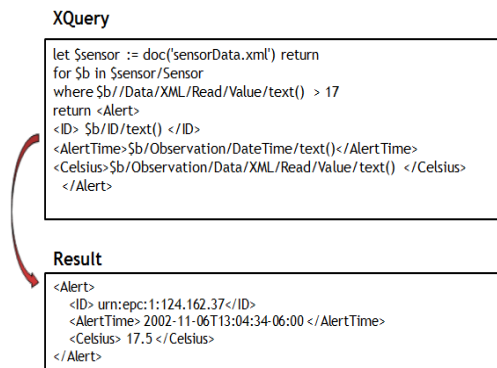 XQuery
let $sensor := doc('sensorData.xml') return
for $b in $sensor/Sensor
where $b//Data/XML/Read/Value/text() > 17
return <Alert>
<ID> $b/ID/text() </ID>
<AlertTime>$b/Observation/DateTime/text()</AlertTime>
<Celsius>$b/Observation/Data/XML/Read/Value/text() </Celsius>
</Alert>
Result
<Alert>
<ID> urn:epc:1:124.162.37</ID>
<AlertTime> 2002-11-06T13:04:34-06:00 </AlertTime>
<Celsius> 17.5 </Celsius>
</Alert>